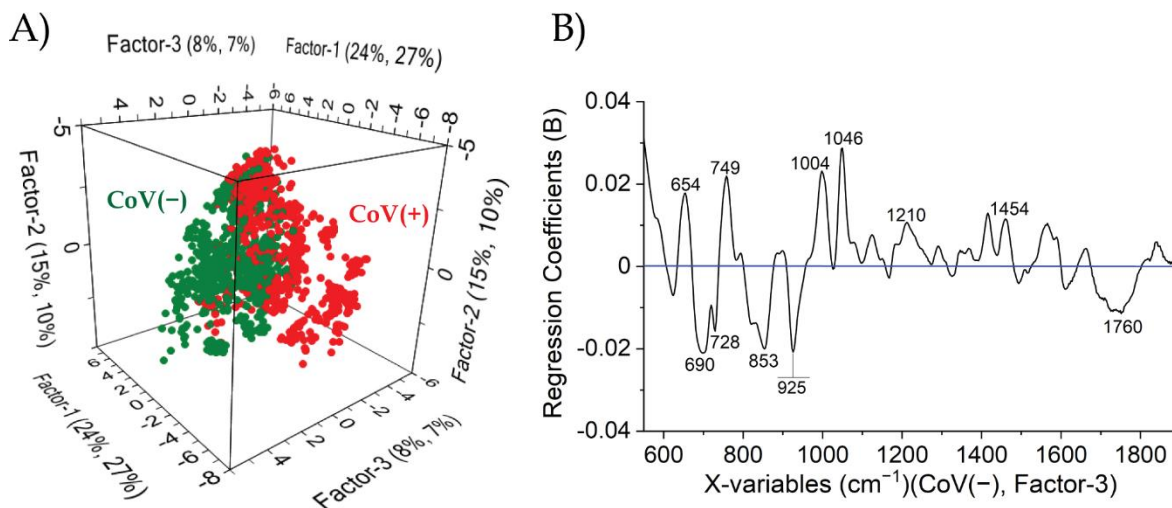 A)
Factor-3 (8%, 7%)
Factor-1 (24%, 27%)
4 2 0 -2 -4 -6
6 4 2 0 -2 -4 -6 -8
-5
-5
CoV(−)
CoV(+)
Factor-2 (15%, 10%)
0
Factor-2 (15%, 10%)
0
6 4 2 0 -2 -4 -6 -8
Factor-1 (24%, 27%)
4 2 0 -2 -4 -6
Factor-3 (8%, 7%)
B)
Regression Coefficients (B)
0.04
0.02
0
-0.02
-0.04
654
749
1004
1046
1210
1454
690
728
853
925
1760
600 800 1000 1200 1400 1600 1800
X-variables (cm⁻¹)(CoV(−), Factor-3)